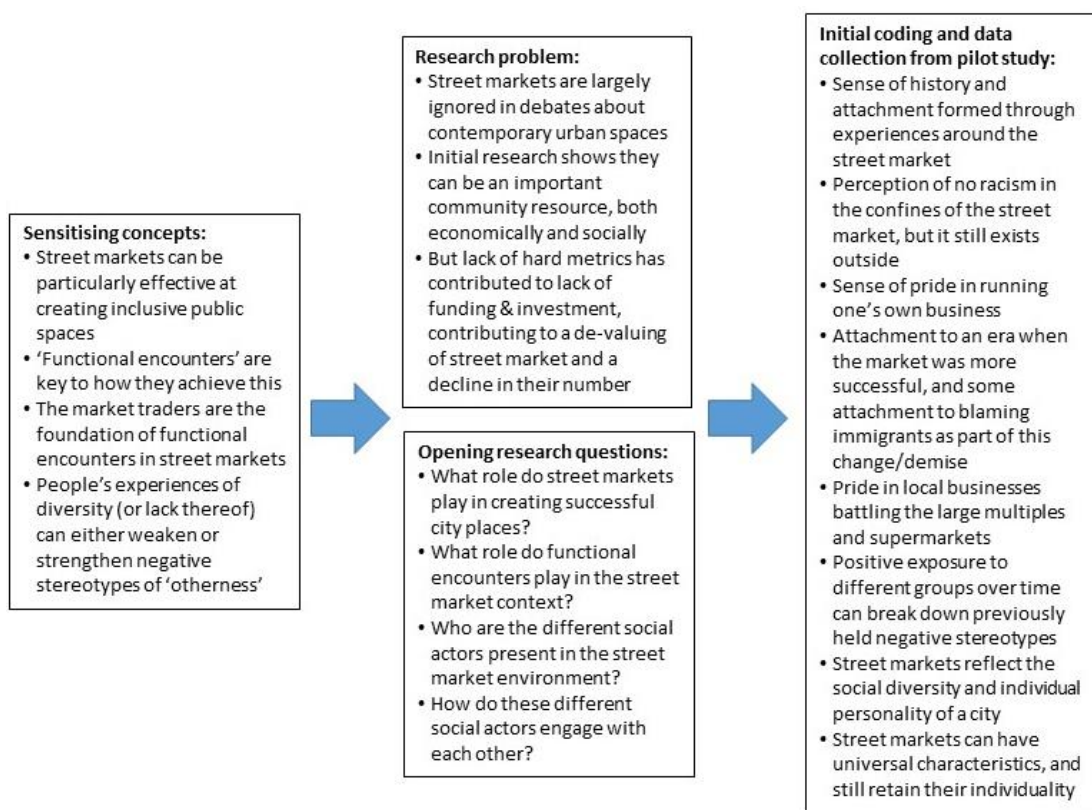 Sensitising concepts:
• Street markets can be
particularly effective at
creating inclusive public
spaces
• ‘Functional encounters’ are
key to how they achieve this
• The market traders are the
foundation of functional
encounters in street markets
• People’s experiences of
diversity (or lack thereof)
can either weaken or
strengthen negative
stereotypes of ‘otherness’
Research problem:
• Street markets are largely
ignored in debates about
contemporary urban spaces
• Initial research shows they
can be an important
community resource, both
economically and socially
• But lack of hard metrics has
contributed to lack of
funding & investment,
contributing to a de-valuing
of street market and a
decline in their number
Opening research questions:
• What role do street markets
play in creating successful
city places?
• What role do functional
encounters play in the street
market context?
• Who are the different social
actors present in the street
market environment?
• How do these different
social actors engage with
each other?
Initial coding and data
collection from pilot study:
• Sense of history and
attachment formed through
experiences around the
street market
• Perception of no racism in
the confines of the street
market, but it still exists
outside
• Sense of pride in running
one’s own business
• Attachment to an era when
the market was more
successful, and some
attachment to blaming
immigrants as part of this
change/demise
• Pride in local businesses
battling the large multiples
and supermarkets
• Positive exposure to
different groups over time
can break down previously
held negative stereotypes
• Street markets reflect the
social diversity and individual
personality of a city
• Street markets can have
universal characteristics, and
still retain their individuality